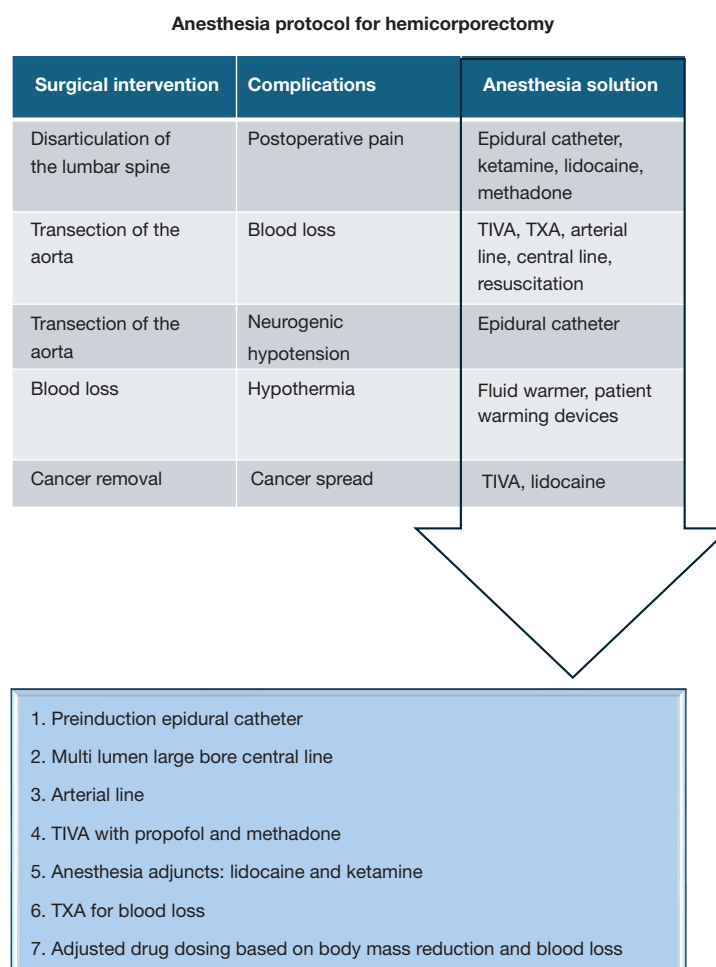 Anesthesia protocol for hemicorporectomy
Surgical intervention Complications Anesthesia solution
Disarticulation of
the lumbar spine
Postoperative pain
Epidural catheter,
ketamine, lidocaine,
methadone
Transection of the
aorta
Blood loss
TIVA, TXA, arterial
line, central line,
resuscitation
Transection of the
aorta
Neurogenic
hypotension
Epidural catheter
Blood loss
Hypothermia
Fluid warmer, patient
warming devices
Cancer removal
Cancer spread
TIVA, lidocaine
1. Preinduction epidural catheter
2. Multi lumen large bore central line
3. Arterial line
4. TIVA with propofol and methadone
5. Anesthesia adjuncts: lidocaine and ketamine
6. TXA for blood loss
7. Adjusted drug dosing based on body mass reduction and blood loss